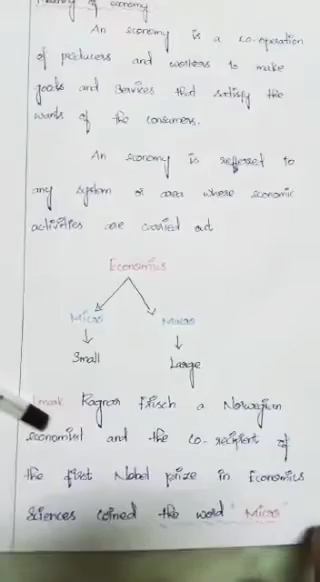 Meaning of economy
An economy is a co-operation
of producers and workers to make
goods and services that satisfy the
wants of the consumers.
An economy is refferet to
any system or area where economic
activities are carried out
Economics
Micro Macro
Small Large
1 mark Ragnar Frisch a Norwegian
economist and the co-recipient of
the first Nobel prize in Economics
Sciences coined the word "Micro"